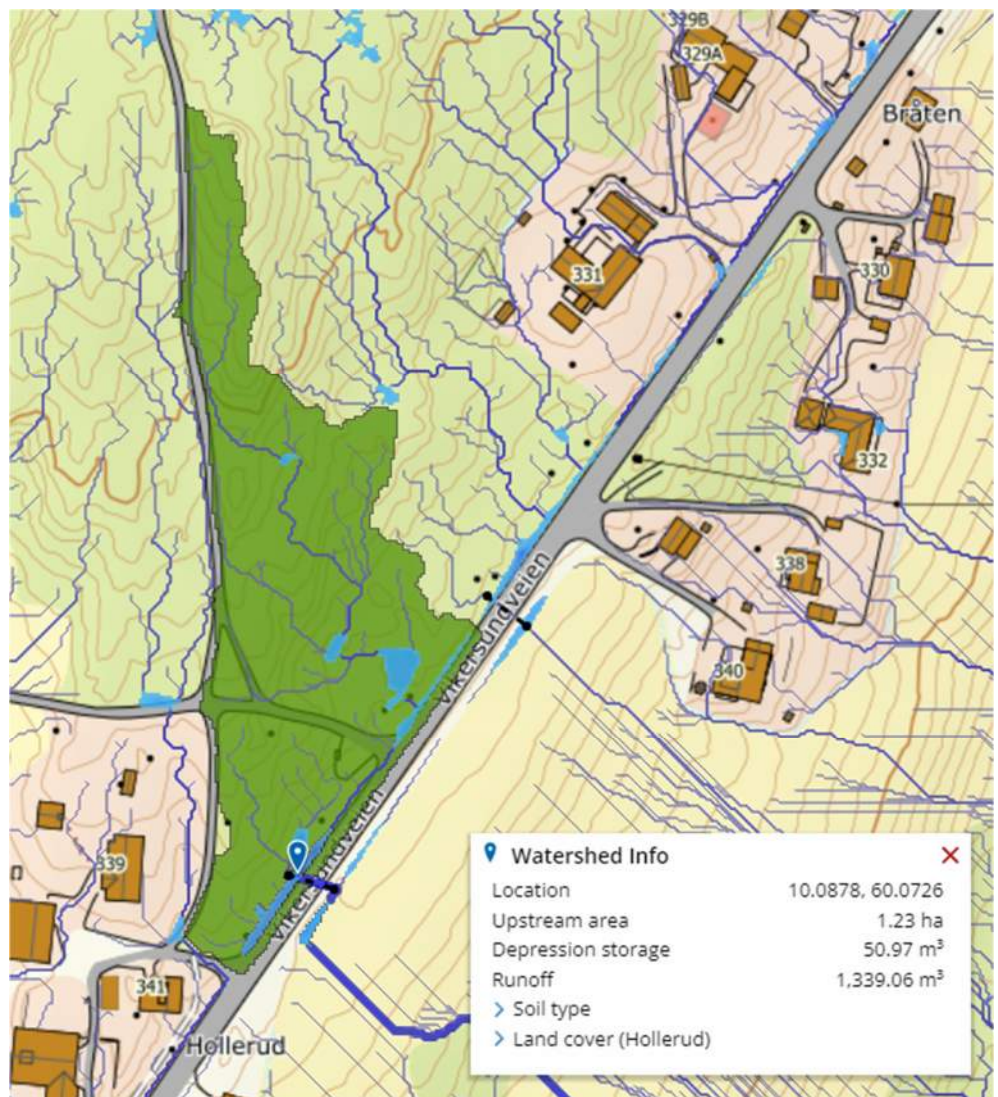 329B
329A
Bråten
331
330
332
Vikersundveien
338
340
Vikersundveien
339
341
Hollerud
Watershed Info
Location 10.0878, 60.0726
Upstream area 1.23 ha
Depression storage 50.97 m³
Runoff 1,339.06 m³
Soil type
Land cover (Hollerud)